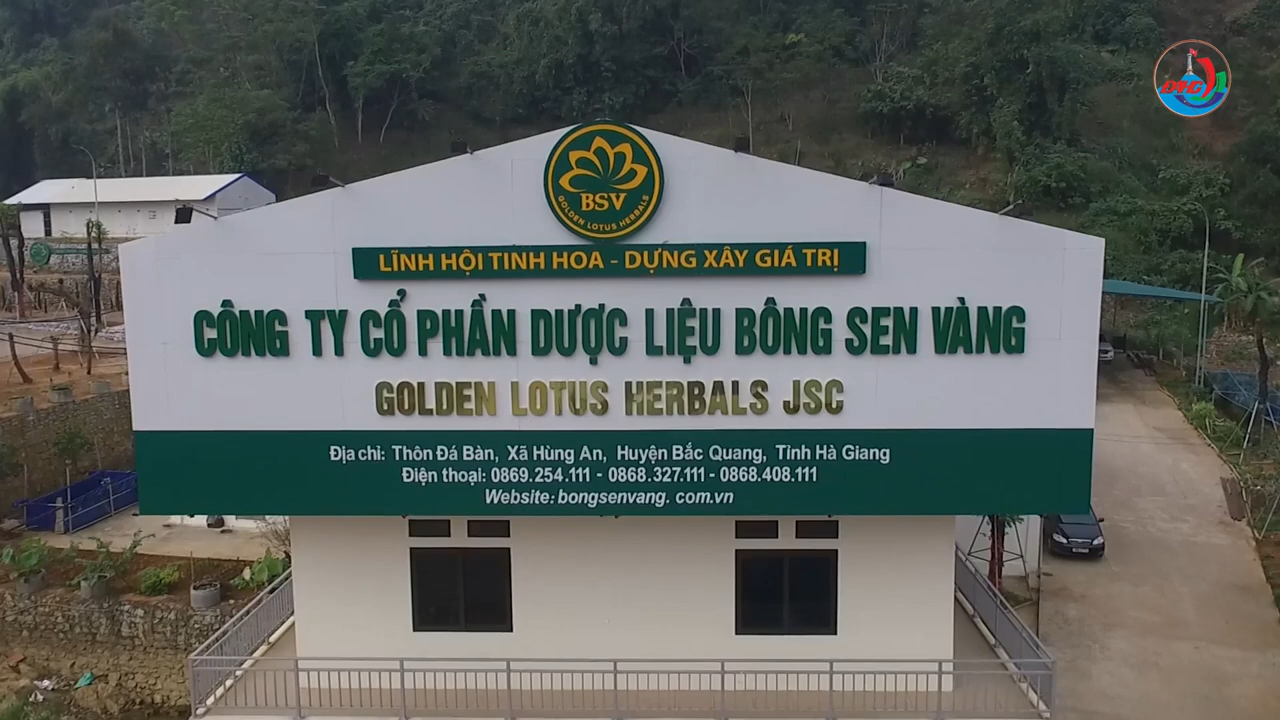 BSV
GOLDEN LOTUS HERBALS
LĨNH HỘI TINH HOA - DỰNG XÂY GIÁ TRỊ
CÔNG TY CỔ PHẦN DƯỢC LIỆU BÔNG SEN VÀNG
GOLDEN LOTUS HERBALS JSC
Địa chỉ: Thôn Đá Bàn, Xã Hùng An, Huyện Bắc Quang, Tỉnh Hà Giang
Điện thoại: 0869.254.111 - 0868.327.111 - 0868.408.111
Website: bongsenvang. com.vn